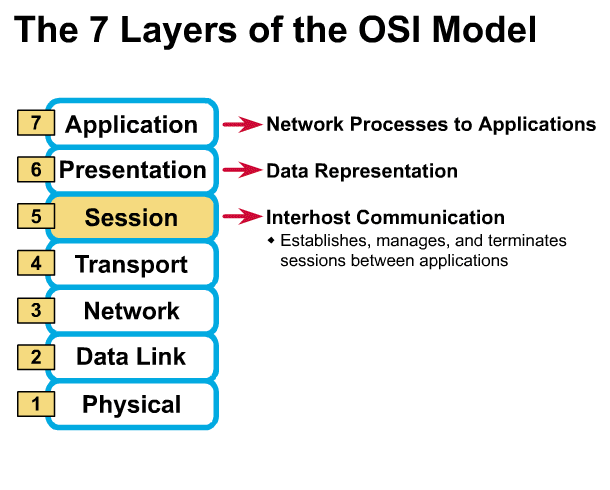 The 7 Layers of the OSI Model
7 Application Network Processes to Applications
6 Presentation Data Representation
5 Session Interhost Communication
◆ Establishes, manages, and terminates
sessions between applications
4 Transport
3 Network
2 Data Link
1 Physical